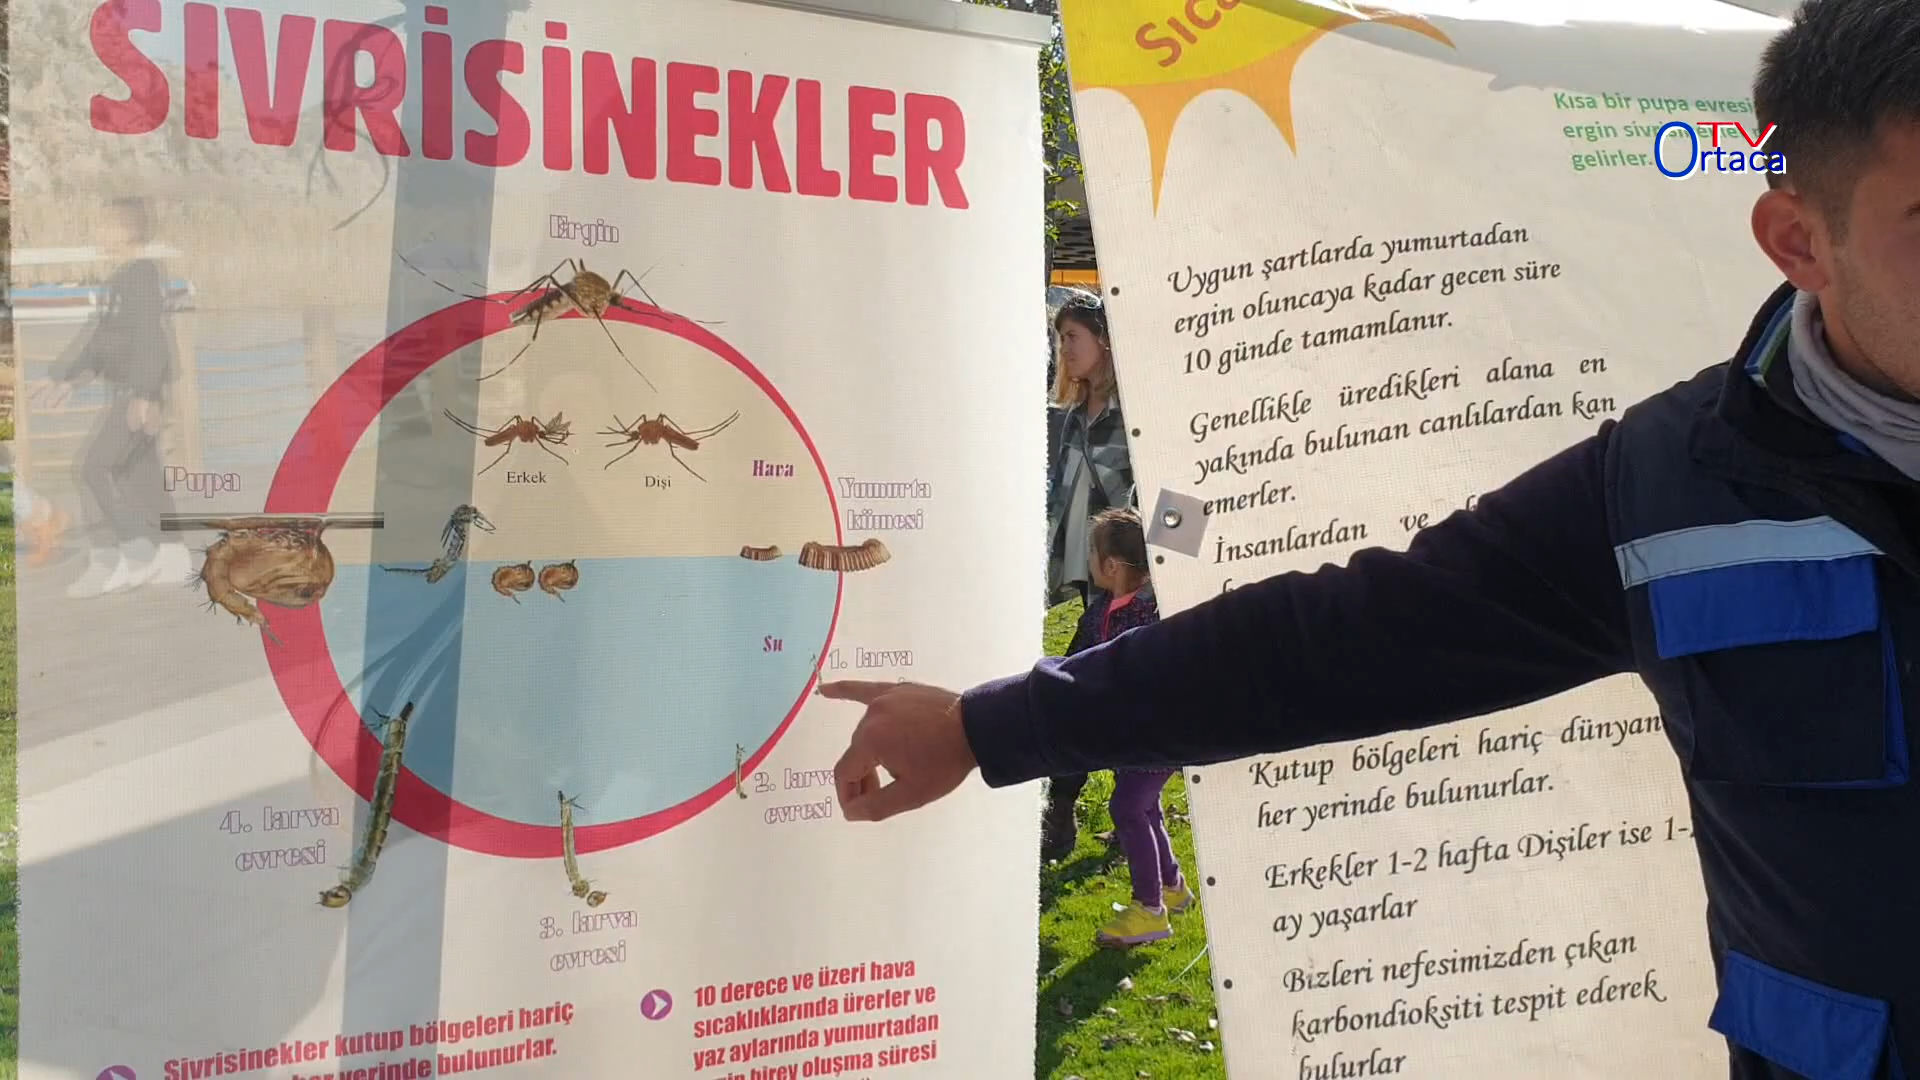 SİVRİSİNEKLER
Ergin
Erkek
Dişi
Hava
Pupa
Yumurta
kümesi
Su
1. larva
2. larva
evresi
4. larva
evresi
3. larva
evresi
Sivrisinekler kutup bölgeleri hariç
yerinde bulunurlar.
10 derece ve üzeri hava
sıcaklıklarında ürerler ve
yaz aylarında yumurtadan
birey oluşma süresi
Kısa bir pupa
ergin
gelirler.
TV
Ortaca
Uygun şartlarda yumurtadan
ergin oluncaya kadar gecen süre
10 günde tamamlanır.
Genellikle üredikleri alana en
yakında bulunan canlılardan kan
emerler.
İnsanlardan ve
Kutup bölgeleri hariç
her yerinde bulunurlar.
Erkekler 1-2 hafta Dişiler ise
ay yaşarlar
Bizleri nefesimizden çıkan
karbondioksiti tespit ederek
bulurlar